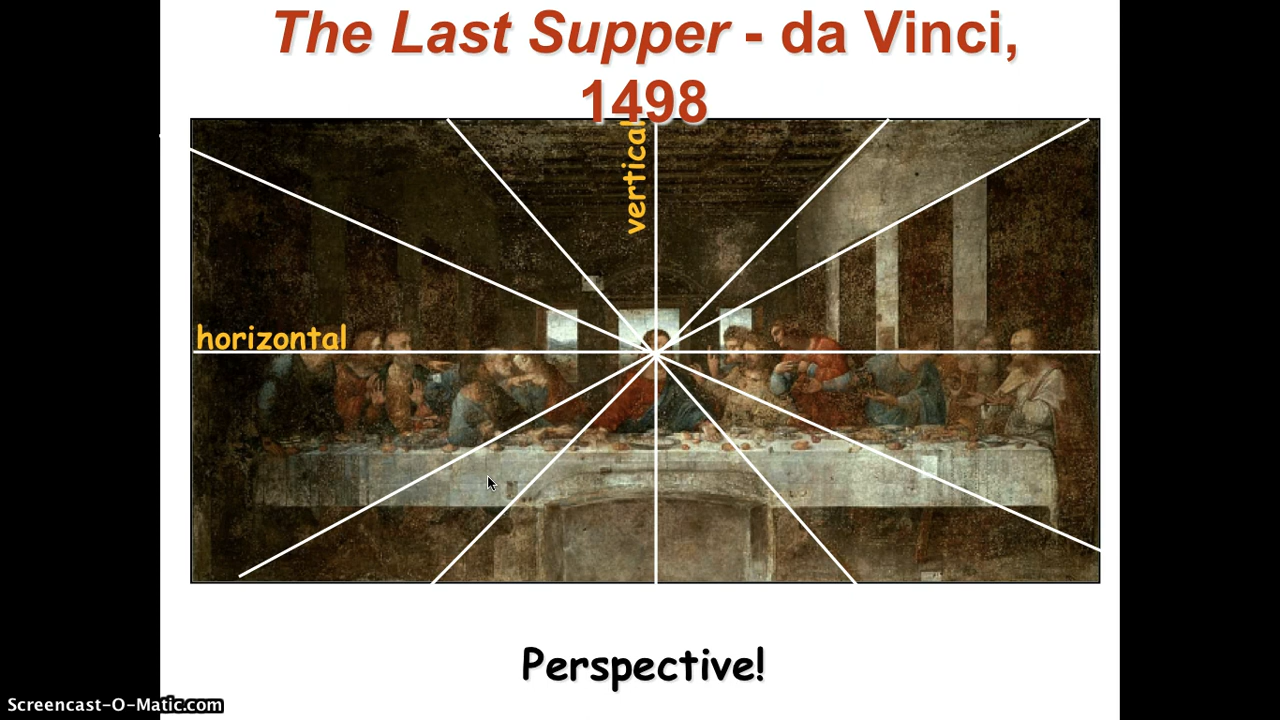 The Last Supper - da Vinci,
1498
vertical
horizontal
Perspective!
Screencast-O-Matic.com